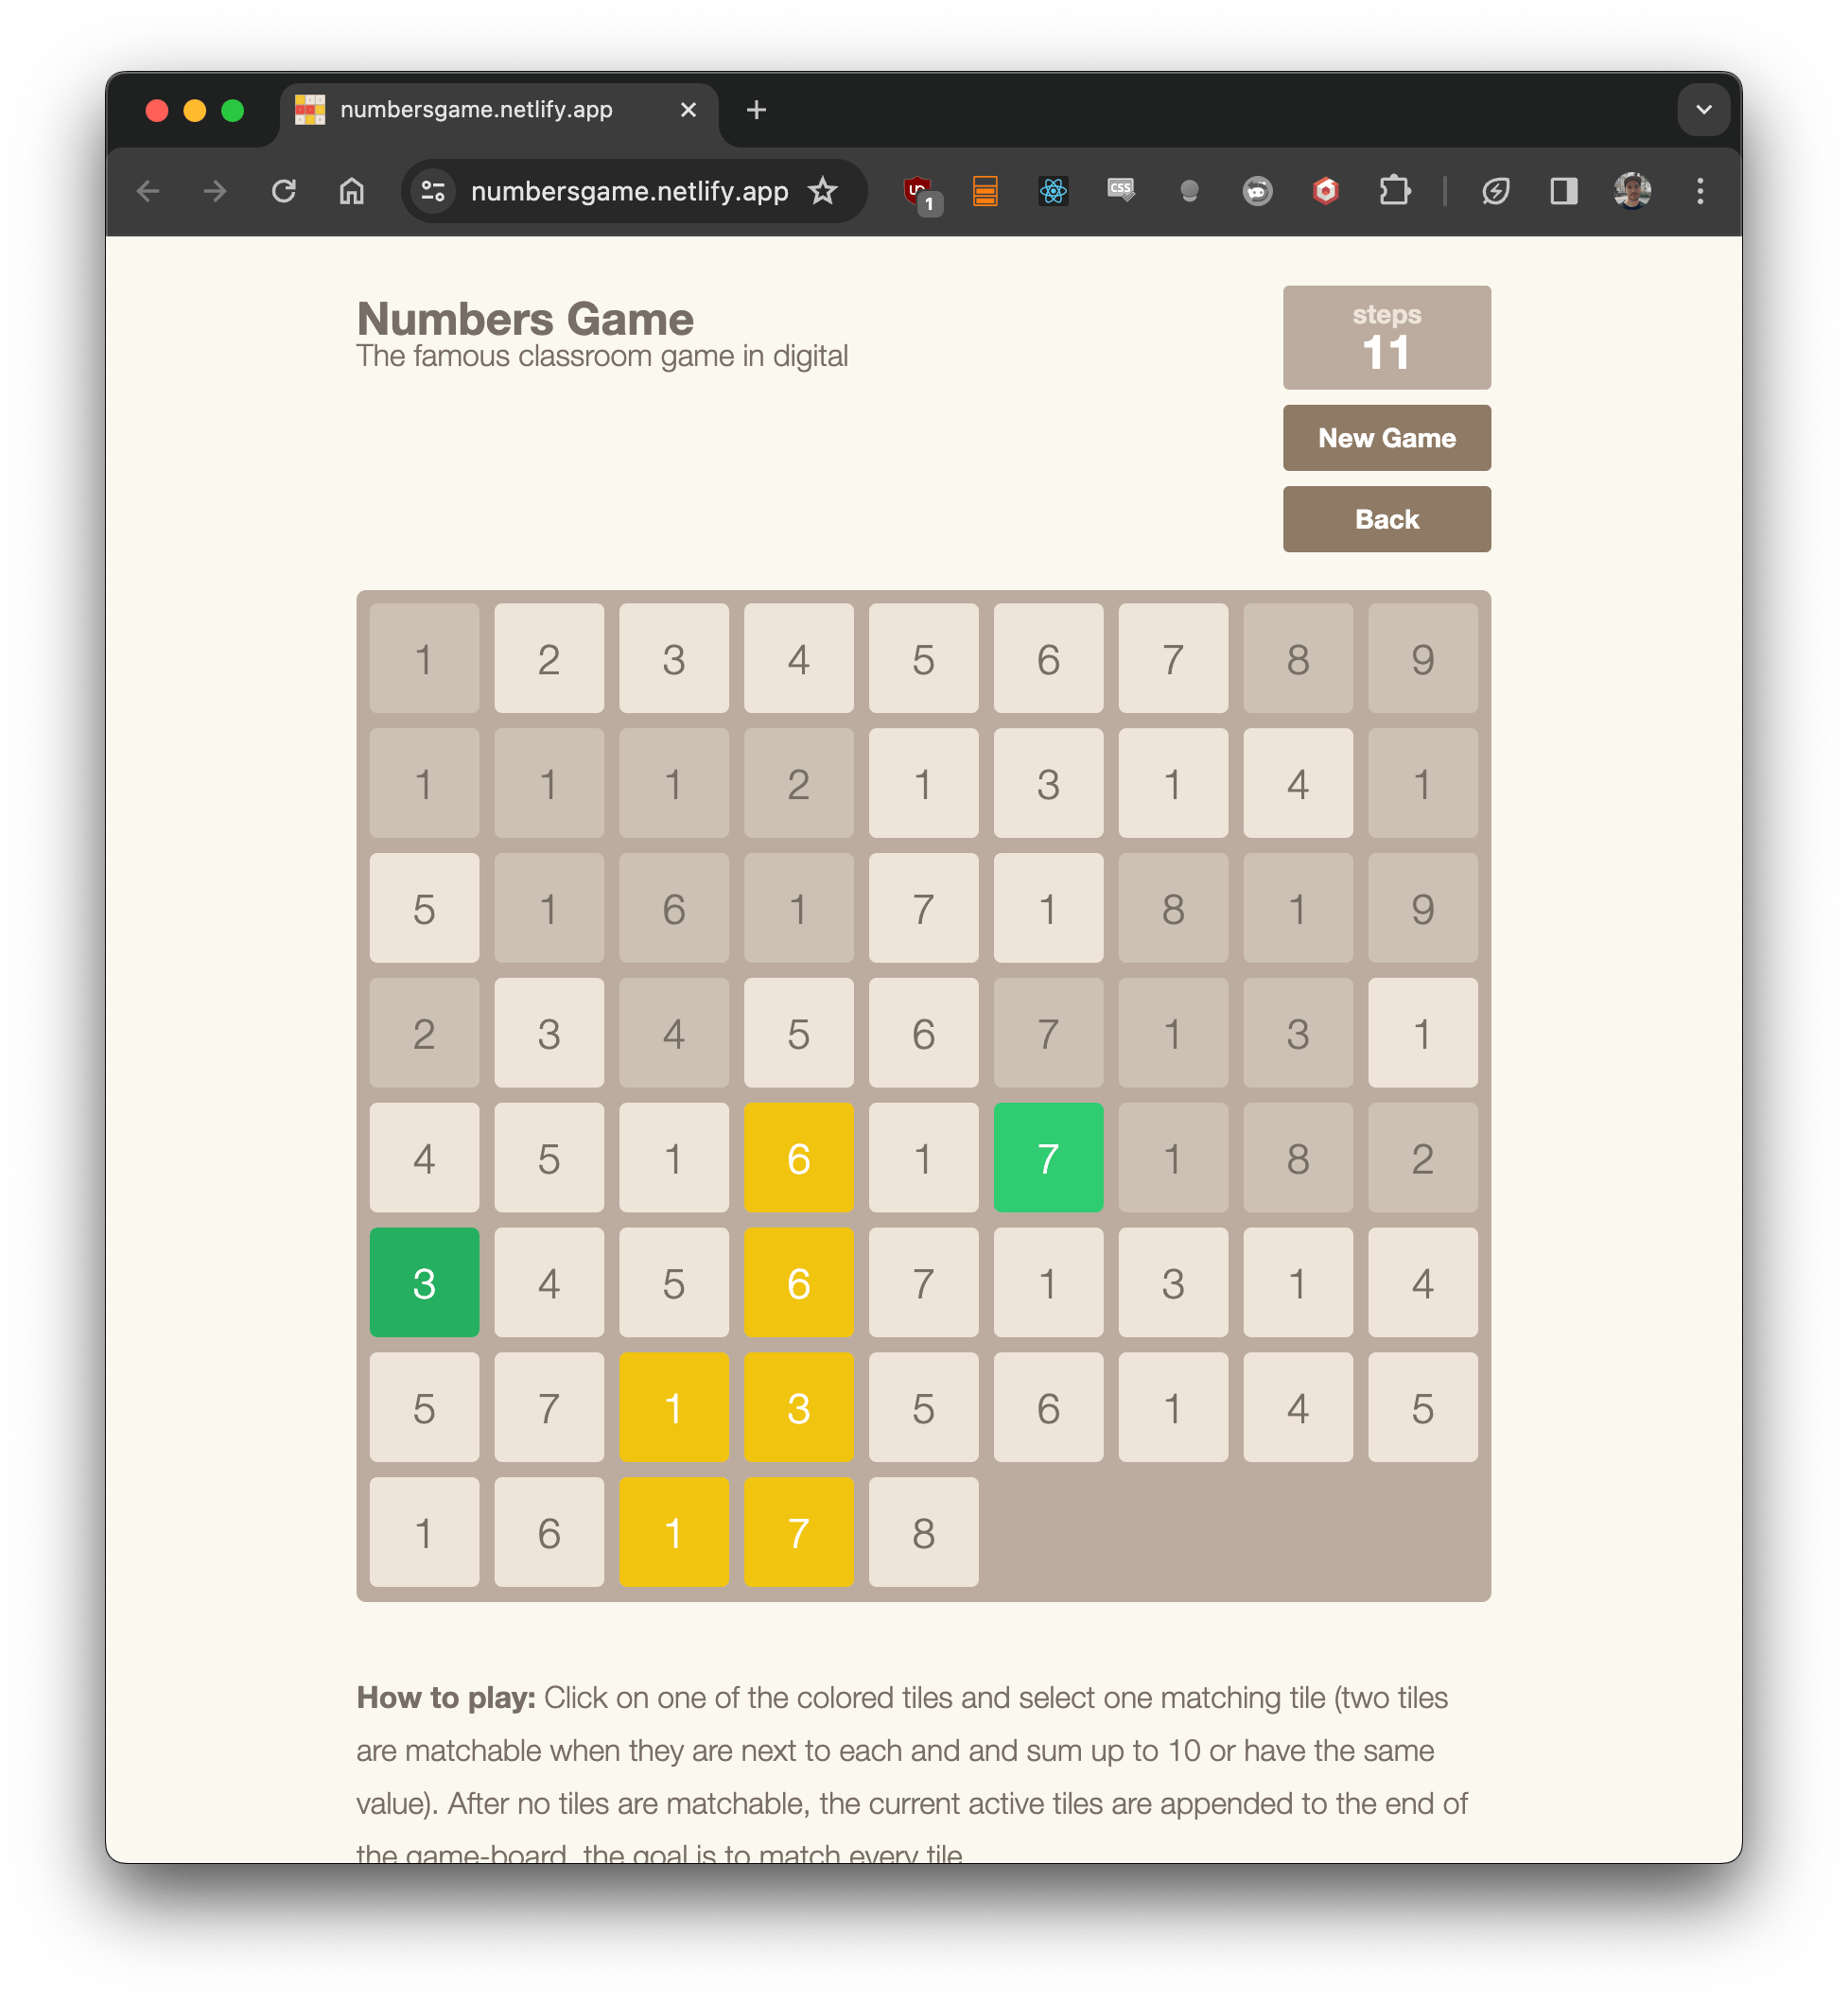 numbersgame.netlify.app
numbersgame.netlify.app
1
CSS
Numbers Game
The famous classroom game in digital
steps
11
New Game
Back
1 2 3 4 5 6 7 8 9
1 1 1 2 1 3 1 4 1
5 1 6 1 7 1 8 1 9
2 3 4 5 6 7 1 3 1
4 5 1 6 1 7 1 8 2
3 4 5 6 7 1 3 1 4
5 7 1 3 5 6 1 4 5
1 6 1 7 8
How to play: Click on one of the colored tiles and select one matching tile (two tiles
are matchable when they are next to each and and sum up to 10 or have the same
value). After no tiles are matchable, the current active tiles are appended to the end of
the game-board, the goal is to match every tile